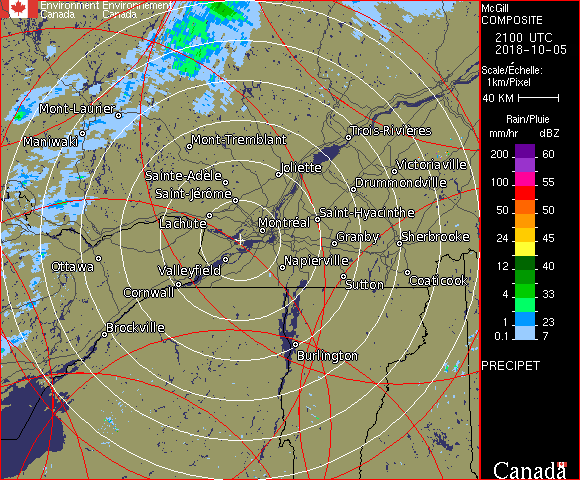 Environment Environnement
Canada Canada
McGill
COMPOSITE
2100 UTC
2018-10-05
Scale/Échelle:
1km/Pixel
40 KM
Rain/Pluie
mm/hr dBZ
200 60
150 57
100 55
50 50
24 45
12 40
4 33
1 23
0.1 7
PRECIPET
Canada
Mont-Laurier
Maniwaki
Mont-Tremblant
Trois-Rivières
Joliette
Victoriaville
Sainte-Adèle
Drummondville
Saint-Jérôme
Lachute
Saint-Hyacinthe
Montréal
Granby
Sherbrooke
Ottawa
Valleyfield
Napierville
Cornwall
Sutton
Coaticook
Brockville
Burlington